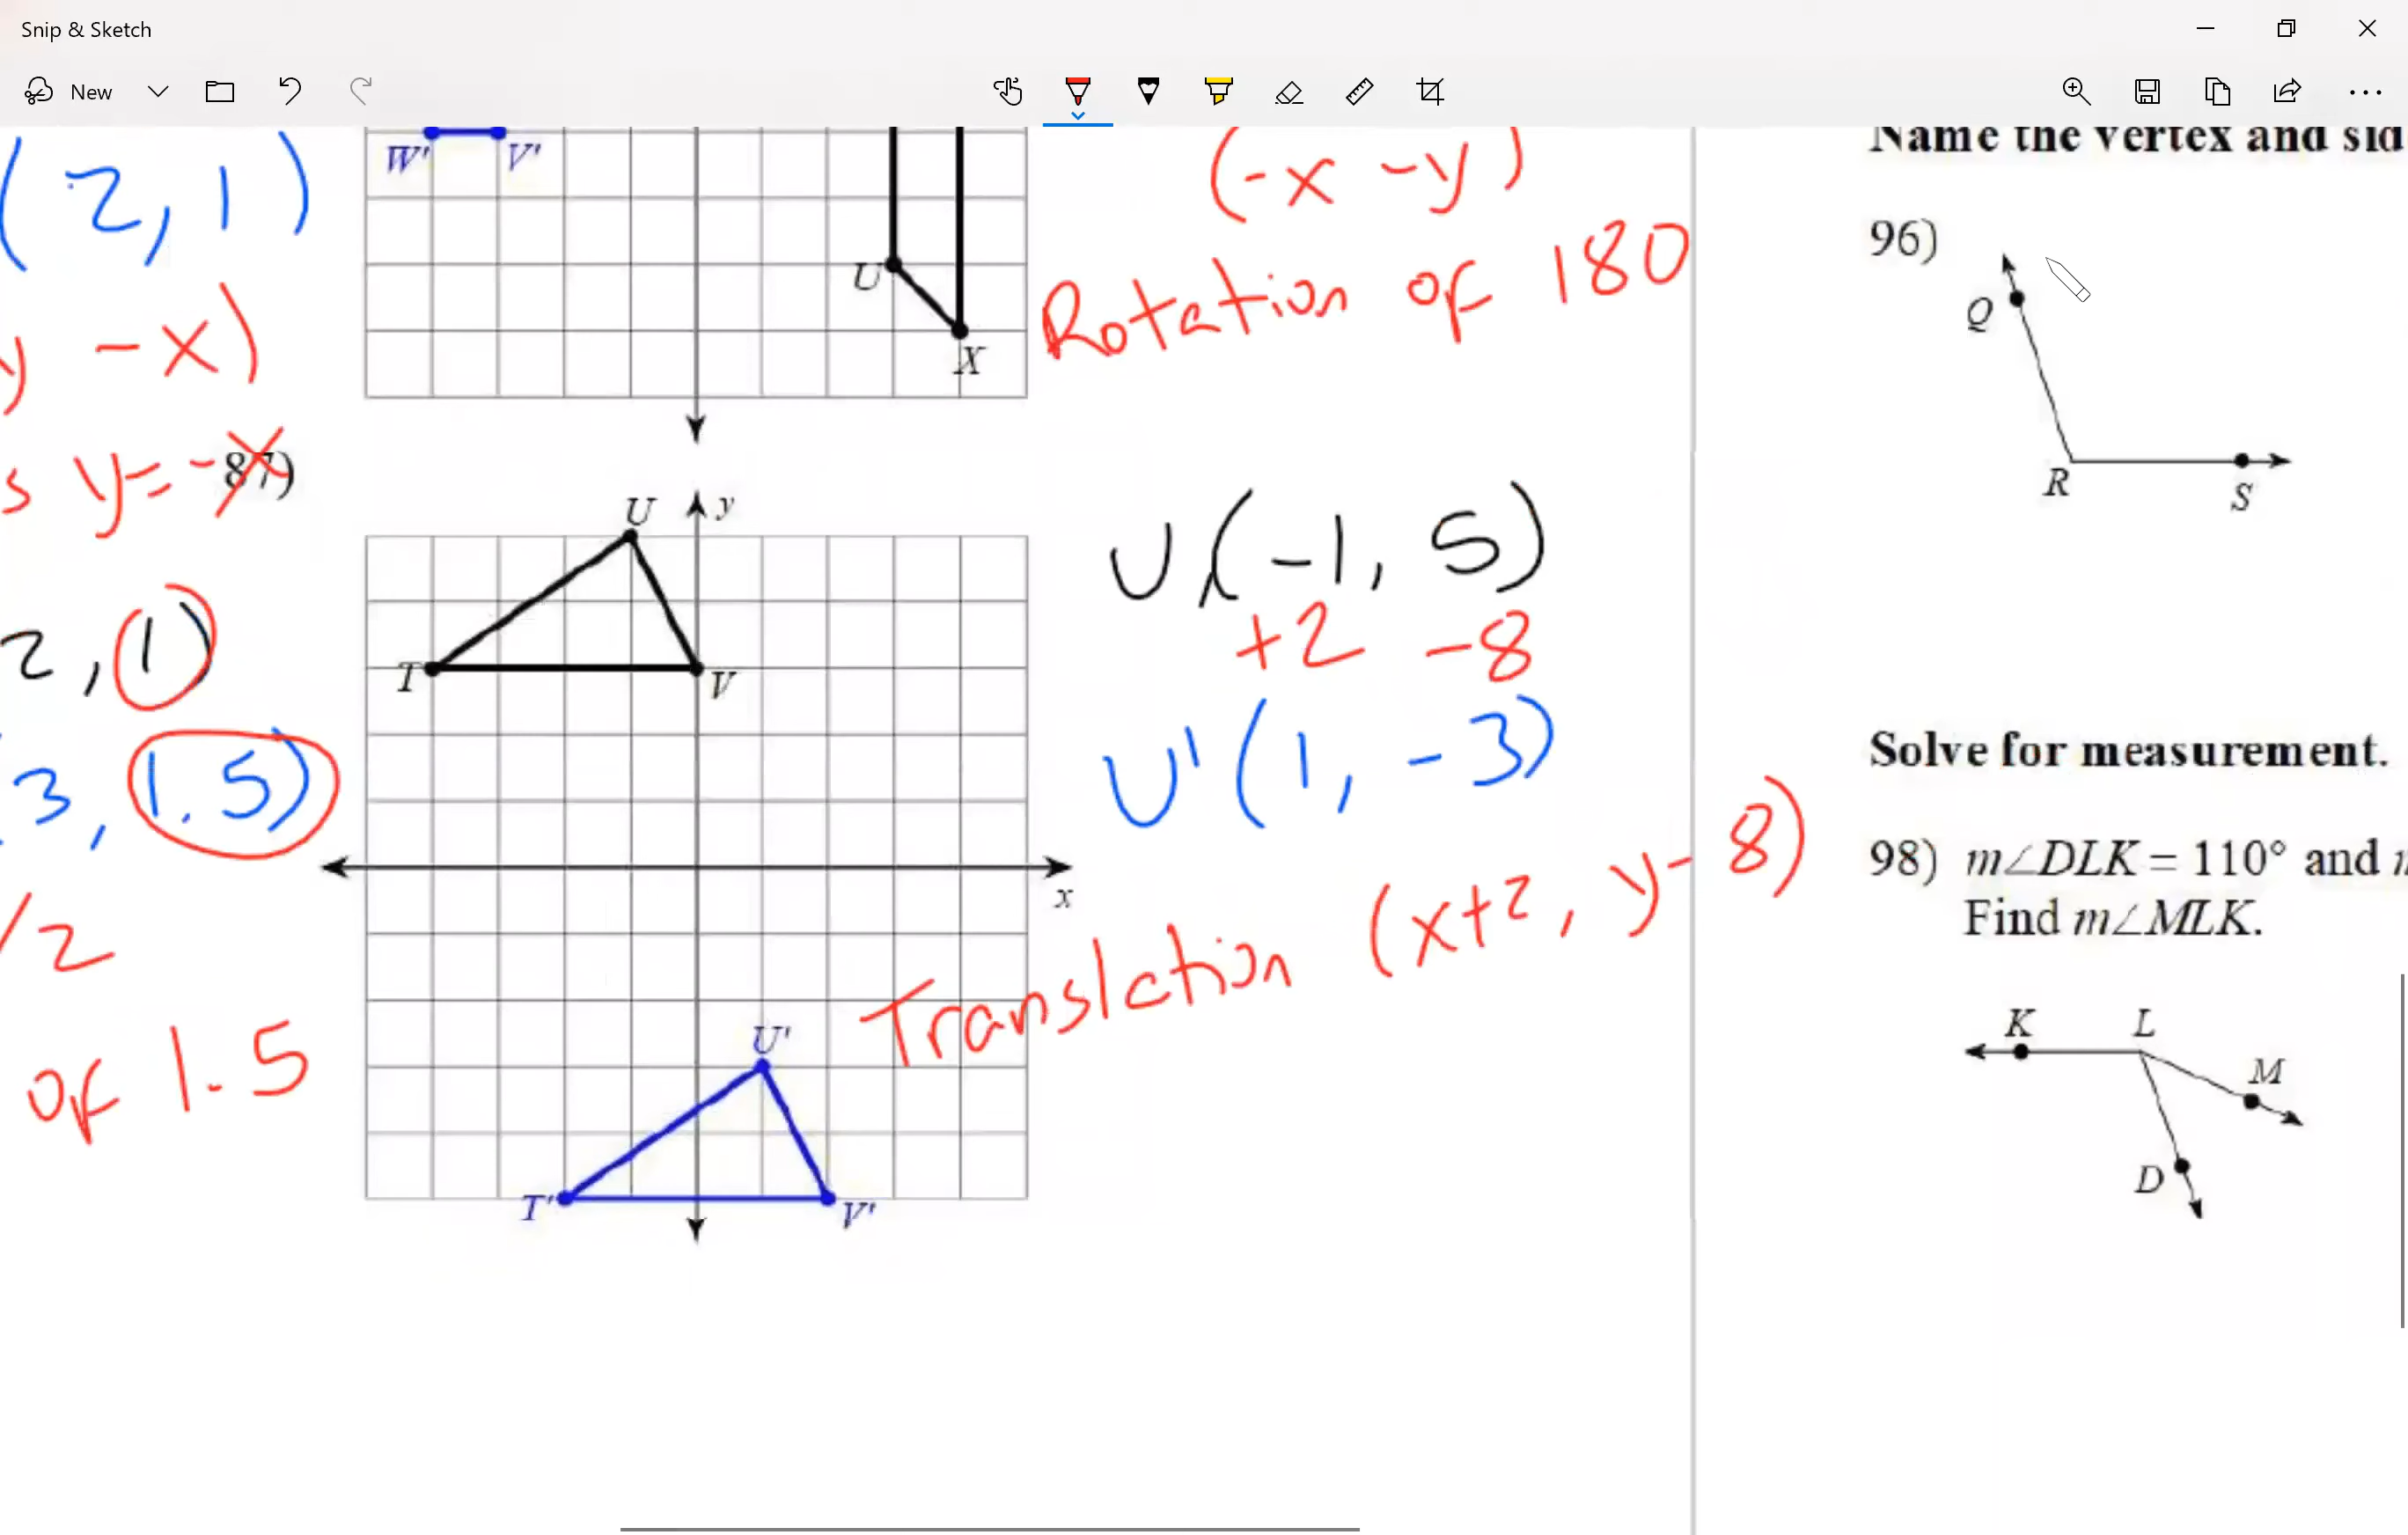 Snip & Sketch
New
(2, 1)
y -x)
s y= -x
2, 1)
3, 1.5)
/2
of 1.5
W' V'
U
X
(-x -y)
Rotation of 180
87)
U
y
T
V
x
U'
T'
V'
U(-1, 5)
+2 -8
U'(1, -3)
Translation (x+2, y-8)
Name the vertex and sid
96)
Q
R
S
Solve for measurement.
98) m∠DLK = 110° and
Find m∠MLK.
K
L
M
D